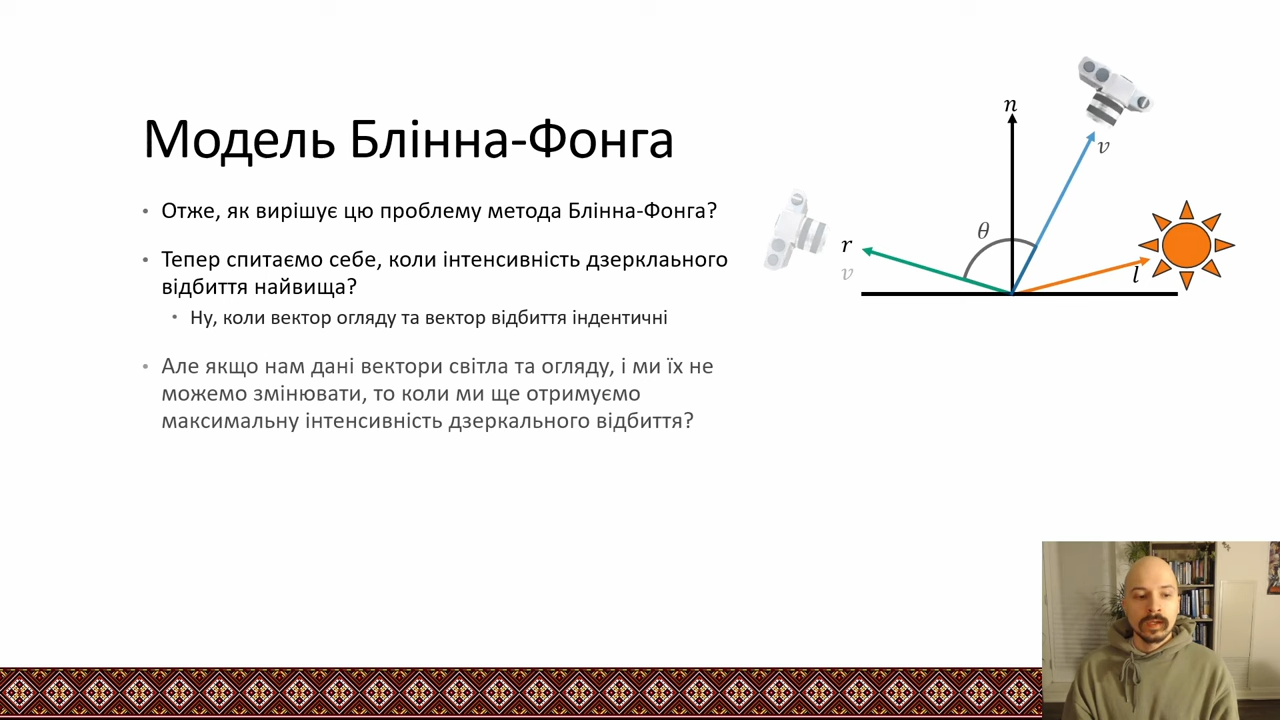 Модель Блінна-Фонга
• Отже, як вирішує цю проблему метода Блінна-Фонга?
• Тепер спитаємо себе, коли інтенсивність дзерклаьного
відбиття найвища?
• Ну, коли вектор огляду та вектор відбиття індентичні
• Але якщо нам дані вектори світла та огляду, і ми їх не
можемо змінювати, то коли ми ще отримуємо
максимальну інтенсивність дзеркального відбиття?
n
v
θ
r
v
l